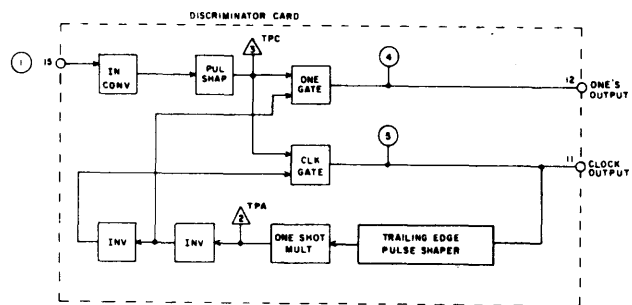 DISCRIMINATOR CARD
1
15
IN
CONV
PUL
SHAP
3
TPC
ONE
GATE
4
12
ONE'S
OUTPUT
CLK
GATE
5
11
CLOCK
OUTPUT
INV
INV
2
TPA
ONE SHOT
MULT
TRAILING EDGE
PULSE SHAPER